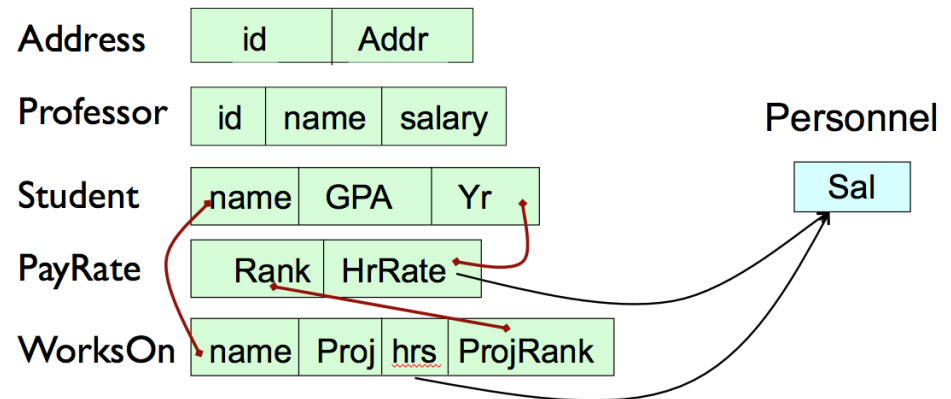 Address id Addr
Professor id name salary
Personnel
Student name GPA Yr
Sal
PayRate Rank HrRate
WorksOn name Proj hrs ProjRank